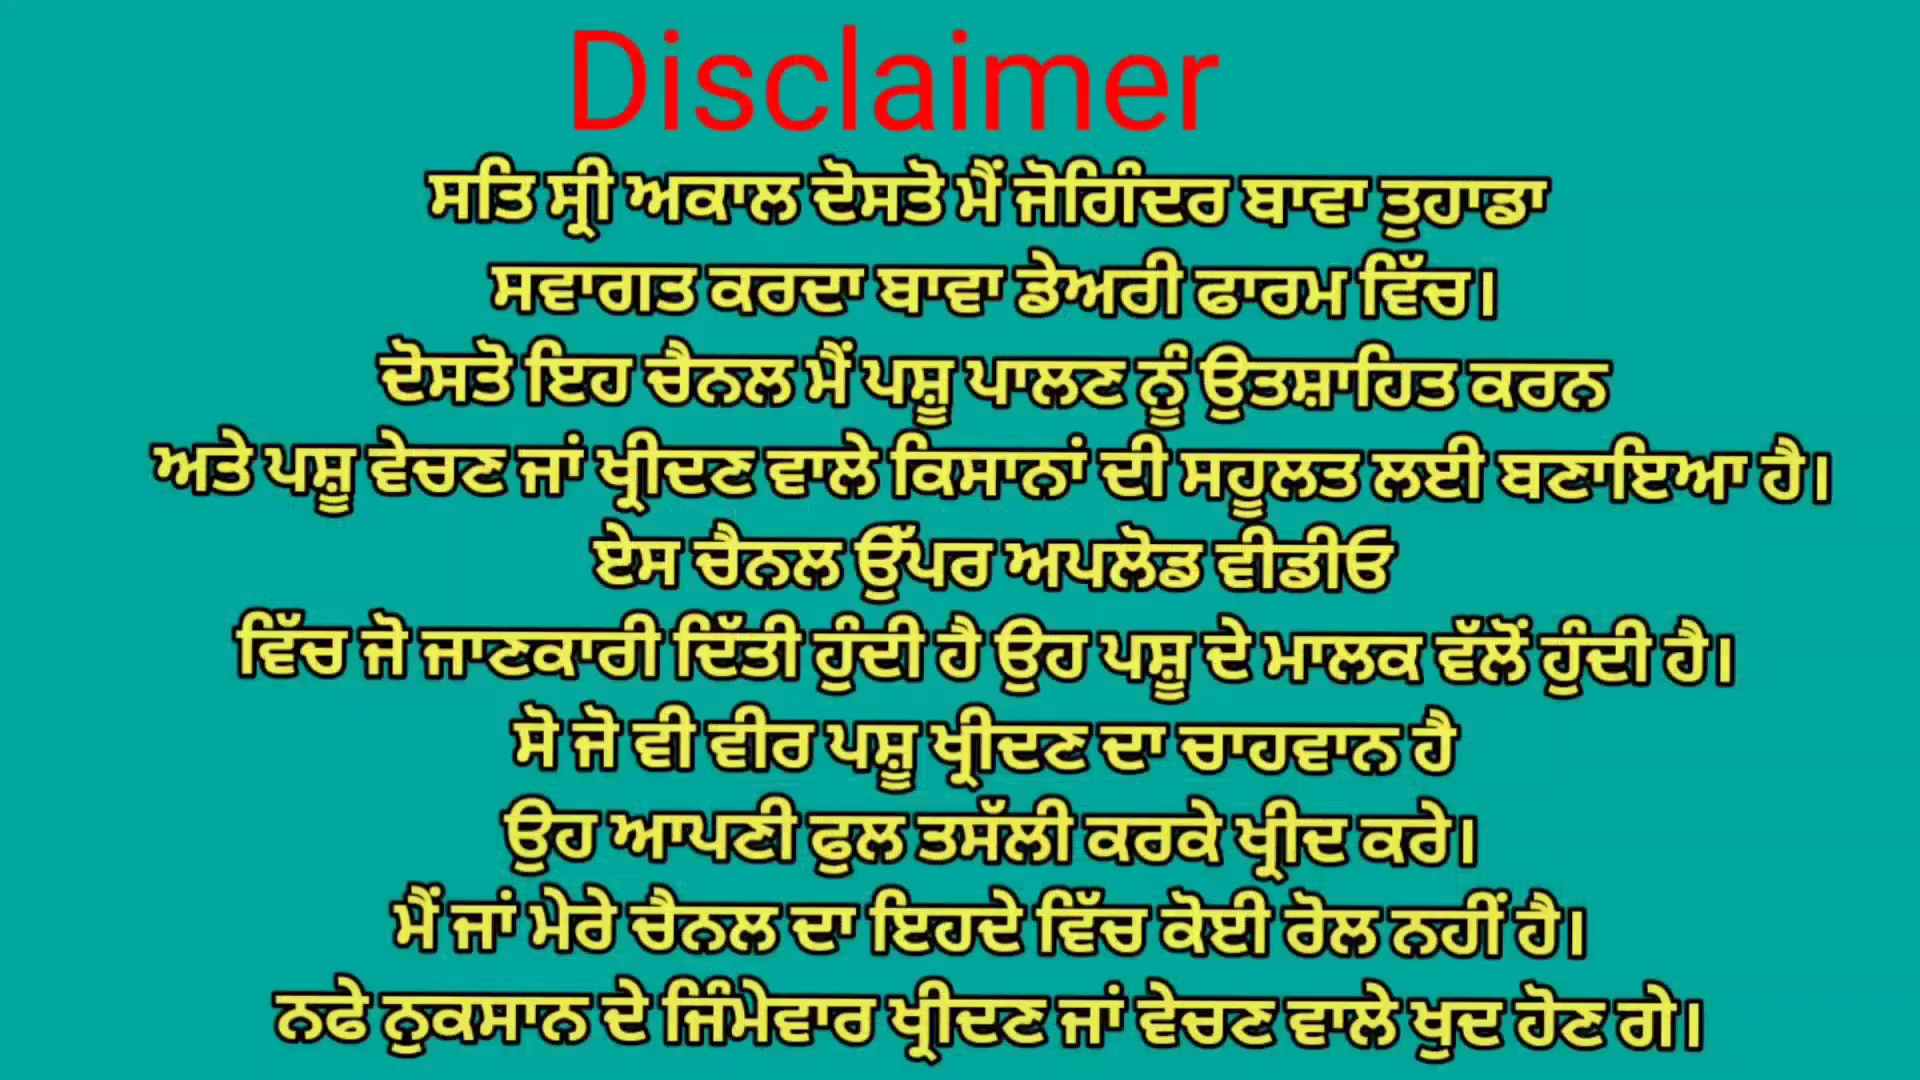 Disclaimer
ਸਤਿ ਸ੍ਰੀ ਅਕਾਲ ਦੋਸਤੋ ਮੈਂ ਜੋਗਿੰਦਰ ਬਾਵਾ ਤੁਹਾਡਾ
ਸਵਾਗਤ ਕਰਦਾ ਬਾਵਾ ਡੇਅਰੀ ਫਾਰਮ ਵਿੱਚ।
ਦੋਸਤੋ ਇਹ ਚੈਨਲ ਮੈਂ ਪਸ਼ੂ ਪਾਲਣ ਨੂੰ ਉਤਸ਼ਾਹਿਤ ਕਰਨ
ਅਤੇ ਪਸ਼ੂ ਵੇਚਣ ਜਾਂ ਖ੍ਰੀਦਣ ਵਾਲੇ ਕਿਸਾਨਾਂ ਦੀ ਸਹੂਲਤ ਲਈ ਬਣਾਇਆ ਹੈ।
ਏਸ ਚੈਨਲ ਉੱਪਰ ਅਪਲੋਡ ਵੀਡੀਓ
ਵਿੱਚ ਜੋ ਜਾਣਕਾਰੀ ਦਿੱਤੀ ਹੁੰਦੀ ਹੈ ਉਹ ਪਸ਼ੂ ਦੇ ਮਾਲਕ ਵੱਲੋਂ ਹੁੰਦੀ ਹੈ।
ਸੋ ਜੋ ਵੀ ਵੀਰ ਪਸ਼ੂ ਖ੍ਰੀਦਣ ਦਾ ਚਾਹਵਾਨ ਹੈ
ਉਹ ਆਪਣੀ ਫੁਲ ਤਸੱਲੀ ਕਰਕੇ ਖ੍ਰੀਦ ਕਰੇ।
ਮੈਂ ਜਾਂ ਮੇਰੇ ਚੈਨਲ ਦਾ ਇਹਦੇ ਵਿੱਚ ਕੋਈ ਰੋਲ ਨਹੀਂ ਹੈ।
ਨਫੇ ਨੁਕਸਾਨ ਦੇ ਜਿੰਮੇਵਾਰ ਖ੍ਰੀਦਣ ਜਾਂ ਵੇਚਣ ਵਾਲੇ ਖੁਦ ਹੋਣ ਗੇ।